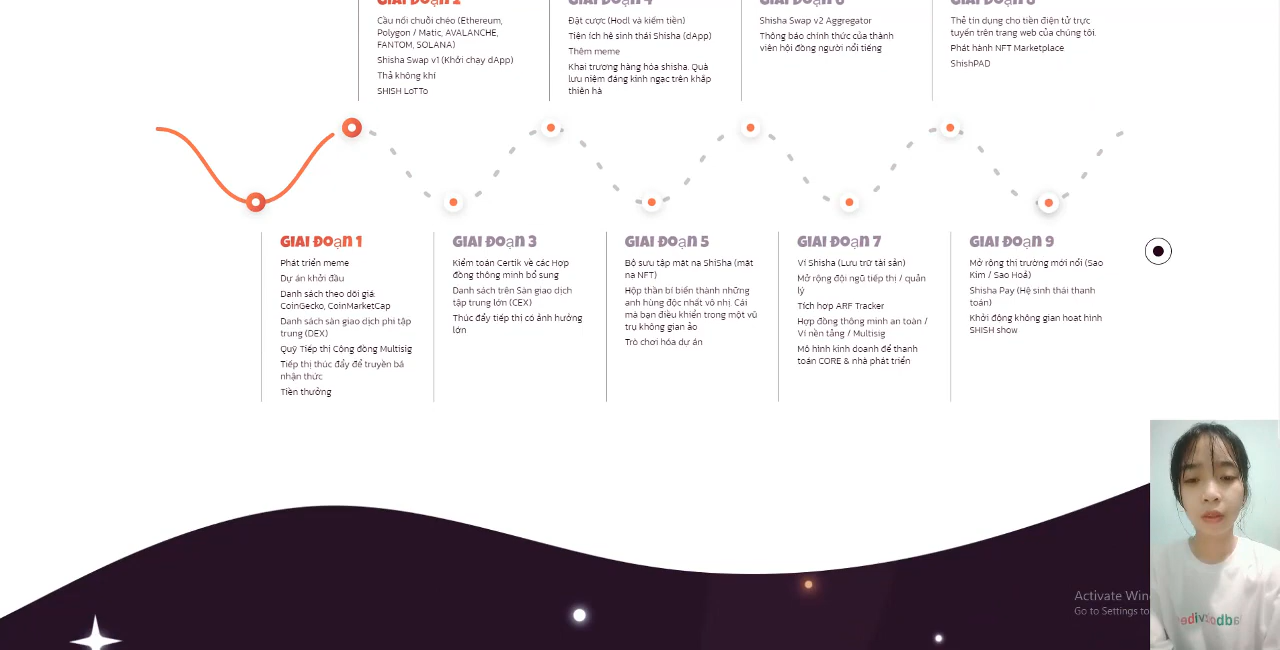 GIAI ĐOẠN 2
Cầu nối chuỗi chéo (Ethereum,
Polygon / Matic, AVALANCHE,
FANTOM, SOLANA)
Shisha Swap v1 (Khởi chạy dApp)
Thả không khí
SHISH LoTTo
GIAI ĐOẠN 4
Đặt cược (Hodl và kiếm tiền)
Tiện ích hệ sinh thái Shisha (dApp)
Thêm meme
Khai trương hàng hóa shisha. Quà
lưu niệm đáng kinh ngạc trên khắp
thiên hà
Shisha Swap v2 Aggregator
Thông báo chính thức của thành
viên hội đồng người nổi tiếng
Thẻ tín dụng cho tiền điện tử trực
tuyến trên trang web của chúng tôi.
Phát hành NFT Marketplace
ShishPAD
GIAI ĐOẠN 1
Phát triển meme
Dự án khởi đầu
Danh sách theo dõi giá:
CoinGecko, CoinMarketCap
Danh sách sàn giao dịch phi tập
trung (DEX)
Quỹ Tiếp thị Cộng đồng Multisig
Tiếp thị thúc đẩy để truyền bá
nhận thức
Tiền thưởng
GIAI ĐOẠN 3
Kiểm toán Certik về các Hợp
đồng thông minh bổ sung
Danh sách trên Sàn giao dịch
tập trung lớn (CEX)
Thúc đẩy tiếp thị có ảnh hưởng
lớn
GIAI ĐOẠN 5
Bộ sưu tập mặt nạ ShiSha (mặt
nạ NFT)
Hộp thần bí biến thành những
anh hùng độc nhất vô nhị. Cái
mà bạn điều khiển trong một vũ
trụ không gian ảo
Trò chơi hóa dự án
GIAI ĐOẠN 7
Ví Shisha (Lưu trữ tài sản)
Mở rộng đội ngũ tiếp thị / quản
lý
Tích hợp ARF Tracker
Hợp đồng thông minh an toàn /
Ví nền tảng / Multisig
Mô hình kinh doanh để thanh
toán CORE & nhà phát triển
GIAI ĐOẠN 9
Mở rộng thị trường mới nổi (Sao
Kim / Sao Hoả)
Shisha Pay (Hệ sinh thái thanh
toán)
Khởi động không gian hoạt hình
SHISH show
Activate Win
Go to Settings to